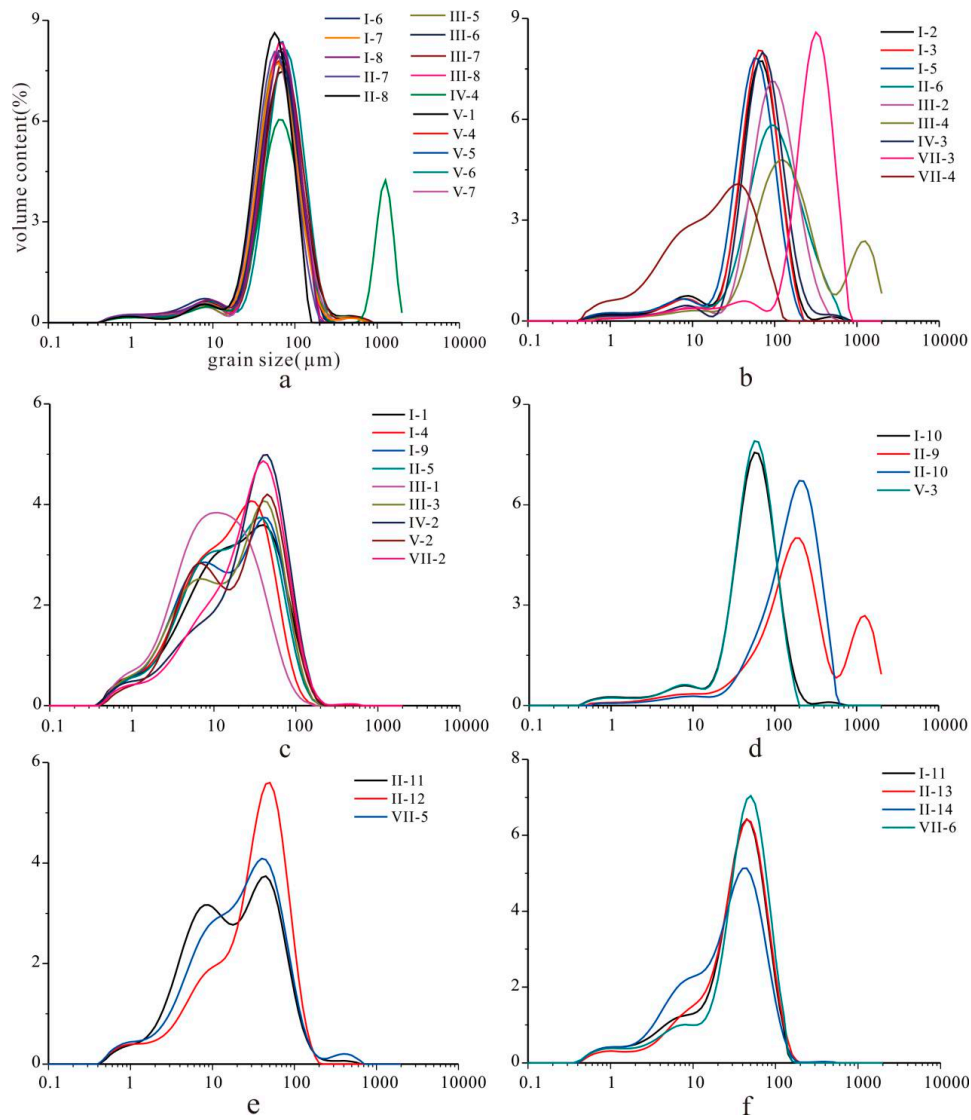 9
6
3
0
volume content(%)
I-6
I-7
I-8
II-7
II-8
III-5
III-6
III-7
III-8
IV-4
V-1
V-4
V-5
V-6
V-7
0.1
1
10
100
1000
10000
grain size(μm)
a
9
6
3
0
I-2
I-3
I-5
II-6
III-2
III-4
IV-3
VII-3
VII-4
0.1
1
10
100
1000
10000
b
6
4
2
0
I-1
I-4
I-9
II-5
III-1
III-3
IV-2
V-2
VII-2
0.1
1
10
100
1000
10000
c
9
6
3
0
I-10
II-9
II-10
V-3
0.1
1
10
100
1000
10000
d
6
4
2
0
II-11
II-12
VII-5
0.1
1
10
100
1000
10000
e
8
6
4
2
0
I-11
II-13
II-14
VII-6
0.1
1
10
100
1000
10000
f